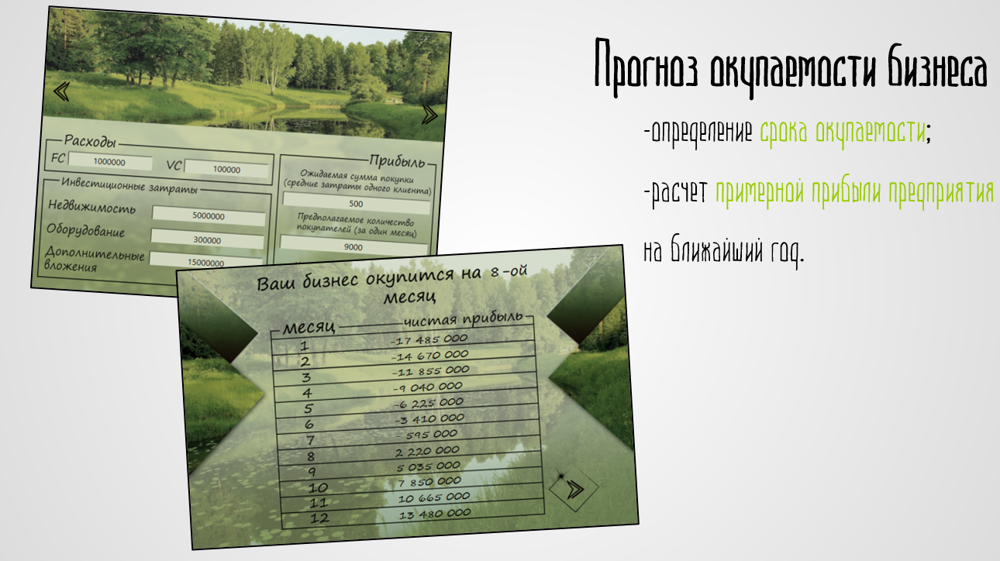 Прогноз окупаемости бизнеса
-определение срока окупаемости;
-расчет примерной прибыли предприятия
на ближайший год.
Расходы
FC 1000000 VC 100000
Инвестиционные затраты
Недвижимость 5000000
Оборудование 300000
Дополнительные
вложения 15000000
Прибыль
Ожидаемая сумма покупки
(средние затраты одного клиента)
500
Предполагаемое количество
покупателей (за один месяц)
9000
Ваш бизнес окупится на 8-ой
месяц
месяц чистая прибыль
1 -17 485 000
2 -14 670 000
3 -11 855 000
4 -9 040 000
5 -6 225 000
6 -3 410 000
7 - 595 000
8 2 220 000
9 5 035 000
10 7 850 000
11 10 665 000
12 13 480 000